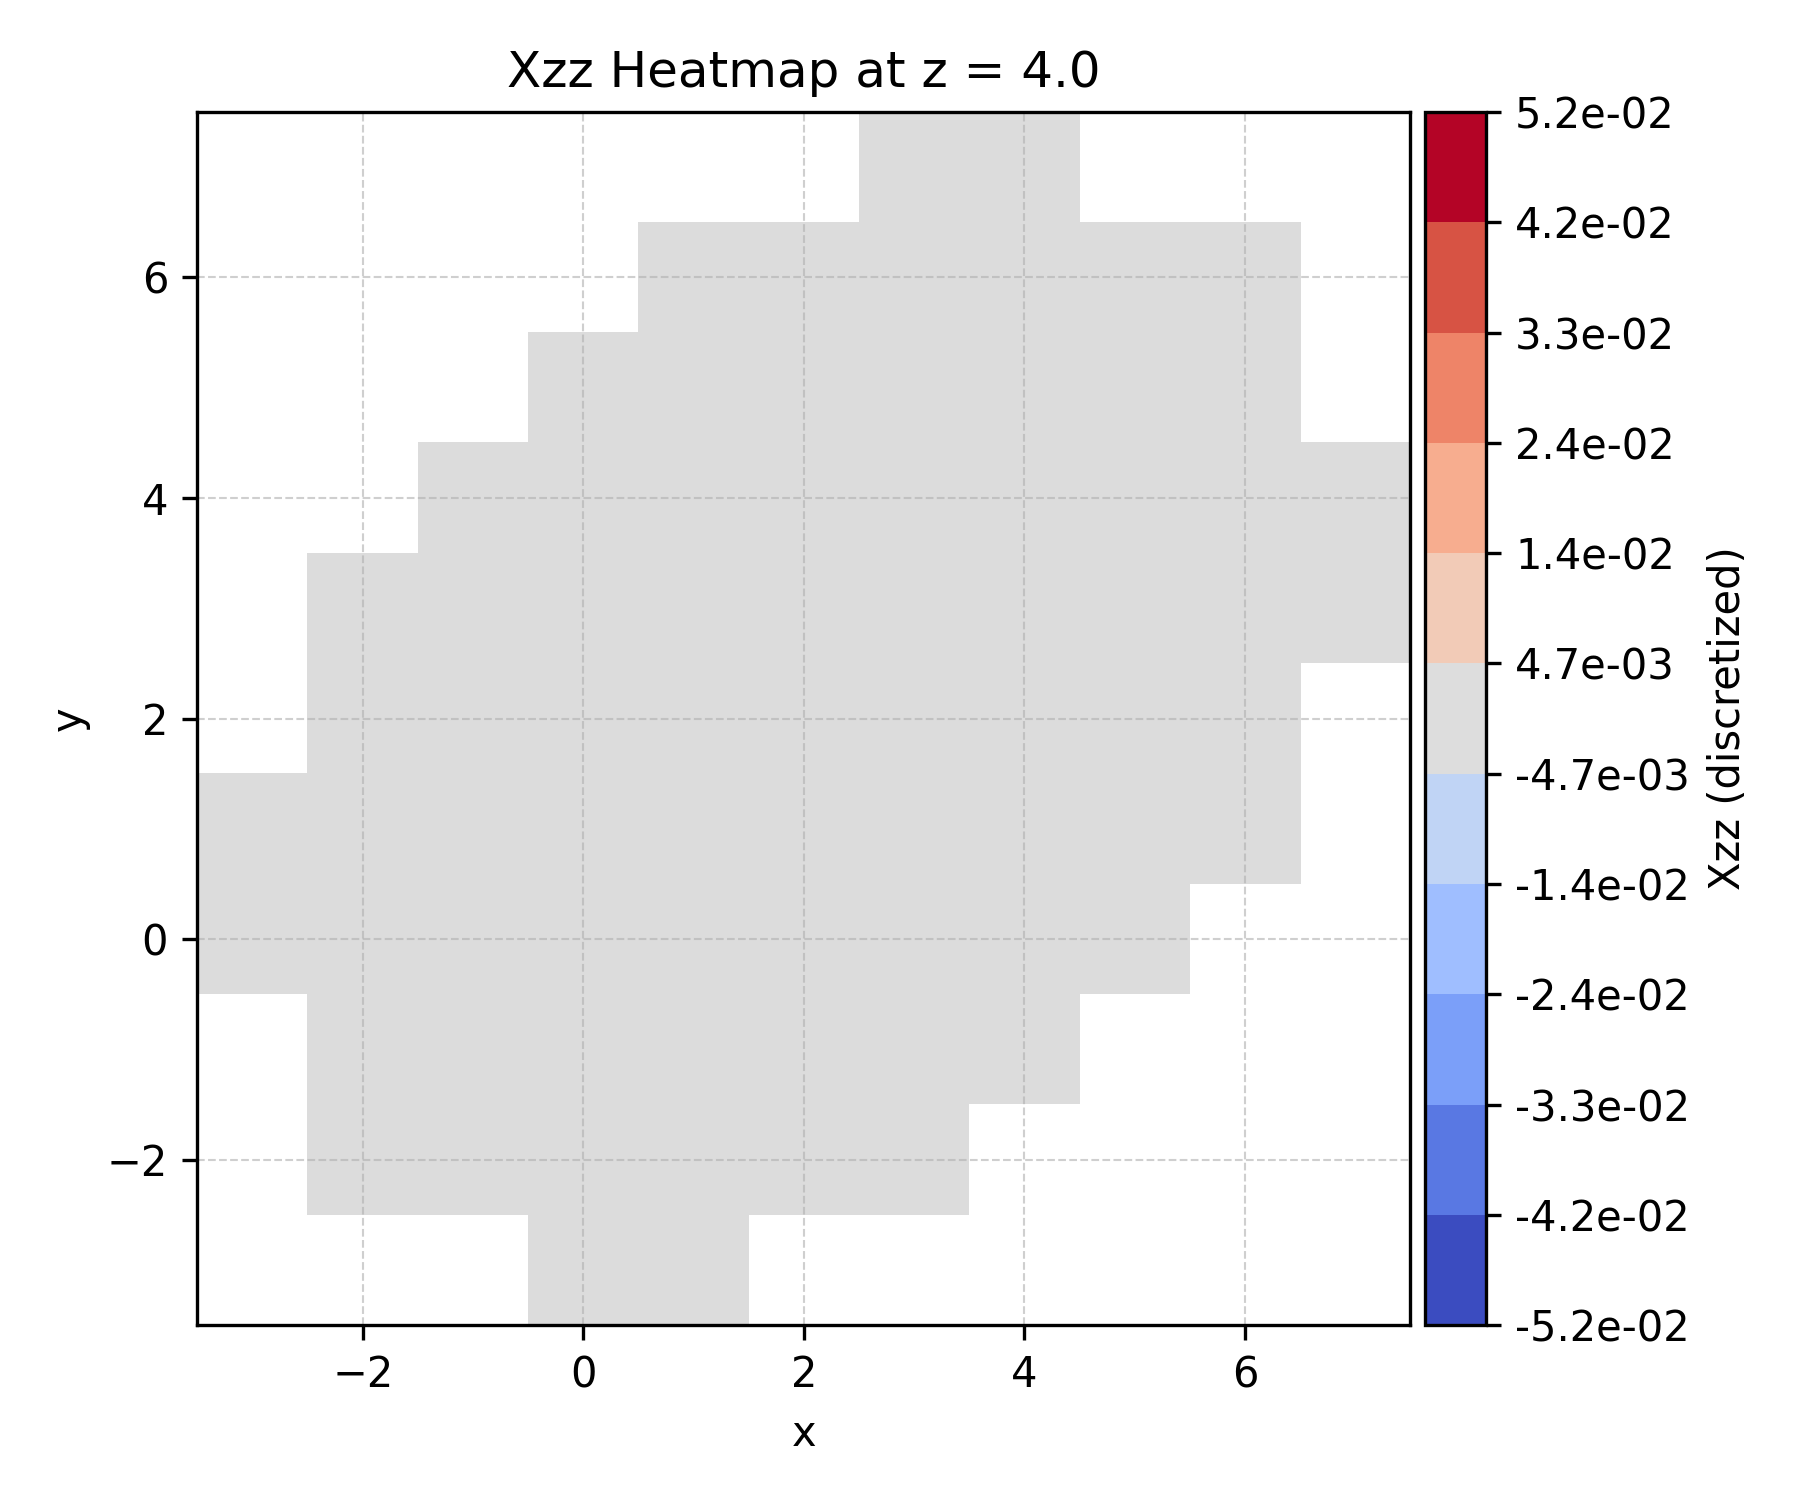 Xzz Heatmap at z = 4.0
5.2e-02
4.2e-02
3.3e-02
2.4e-02
1.4e-02
4.7e-03
-4.7e-03
-1.4e-02
-2.4e-02
-3.3e-02
-4.2e-02
-5.2e-02
Xzz (discretized)
6
4
2
0
−2
y
−2 0 2 4 6
x